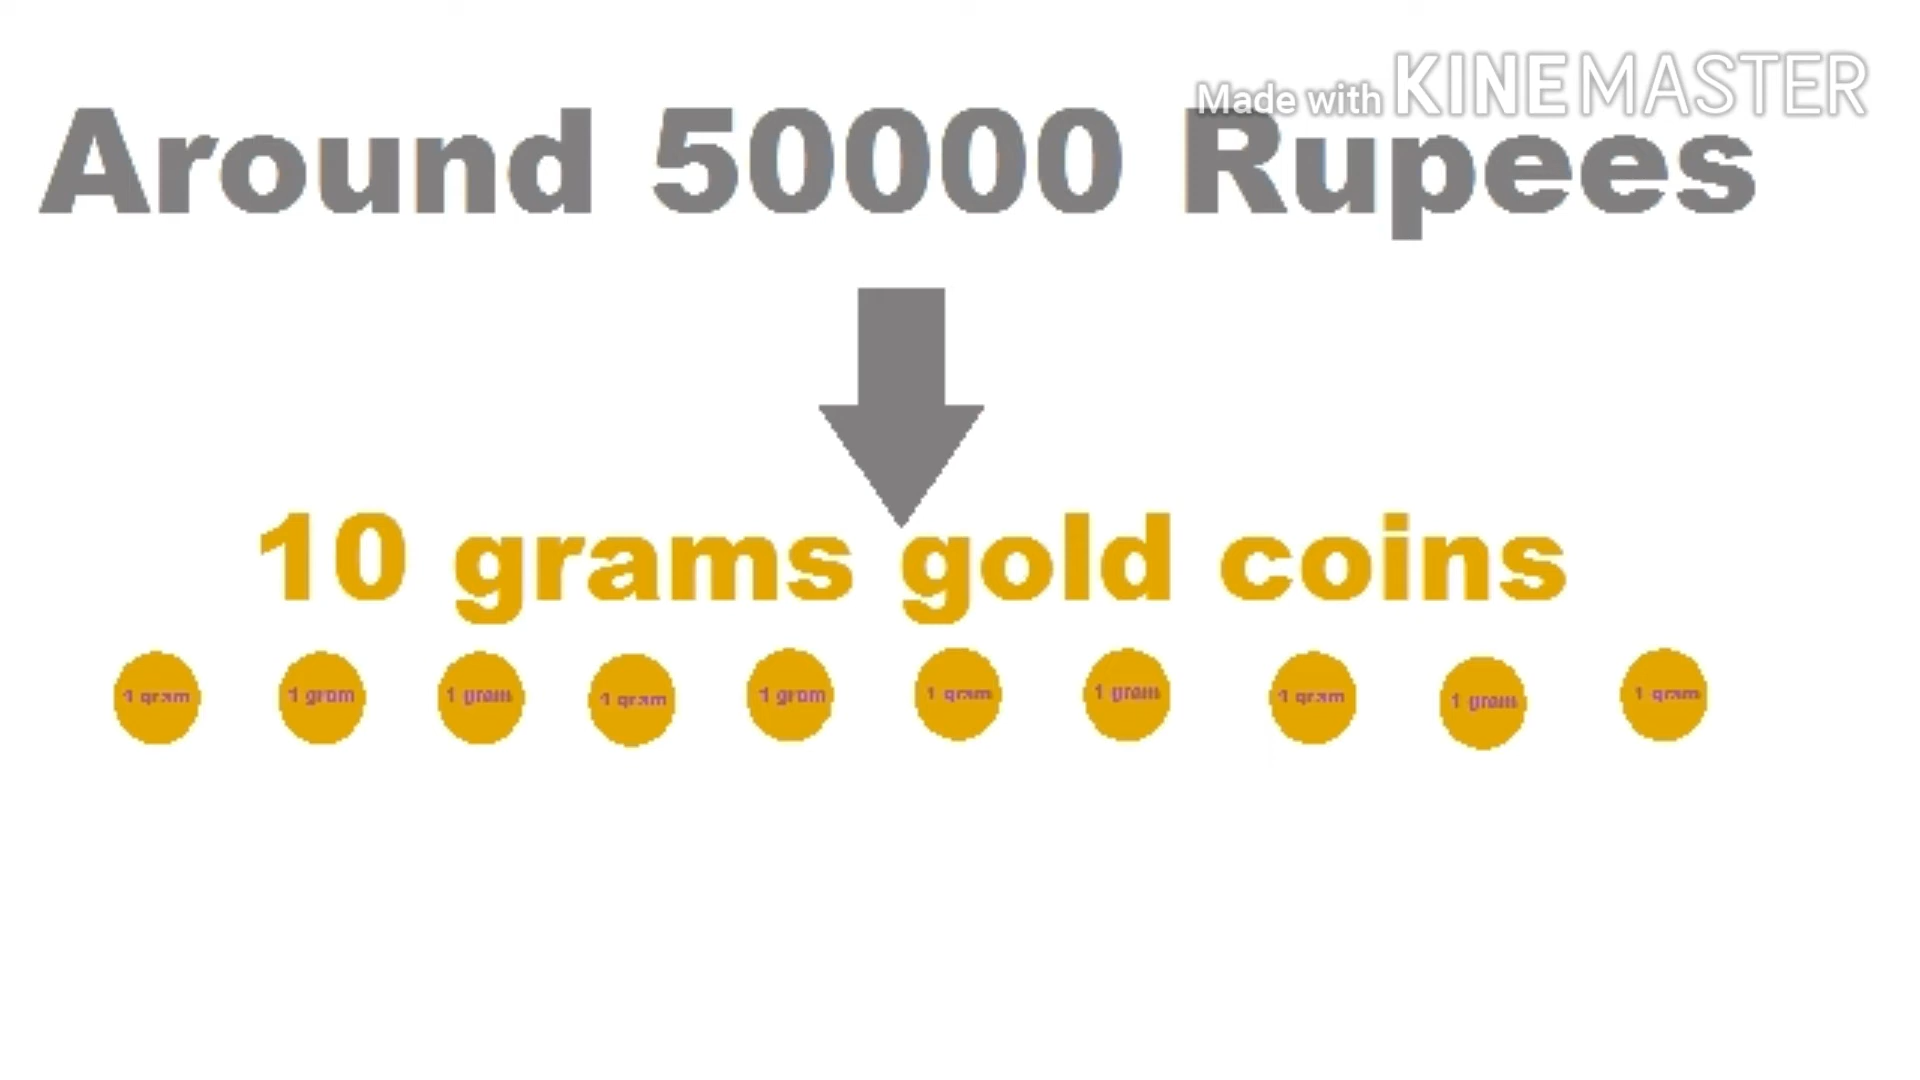 Made with KINEMASTER
Around 50000 Rupees
10 grams gold coins
1 gram 1 gram 1 gram 1 gram 1 gram 1 gram 1 gram 1 gram 1 gram 1 gram